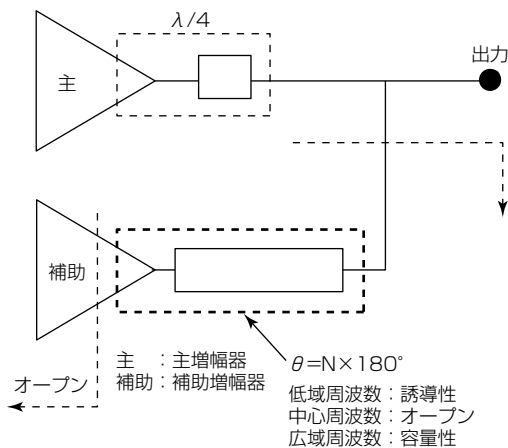 λ/4
出力
主
補助
オープン
主　：主増幅器
補助：補助増幅器
θ=N×180°
低域周波数：誘導性
中心周波数：オープン
広域周波数：容量性